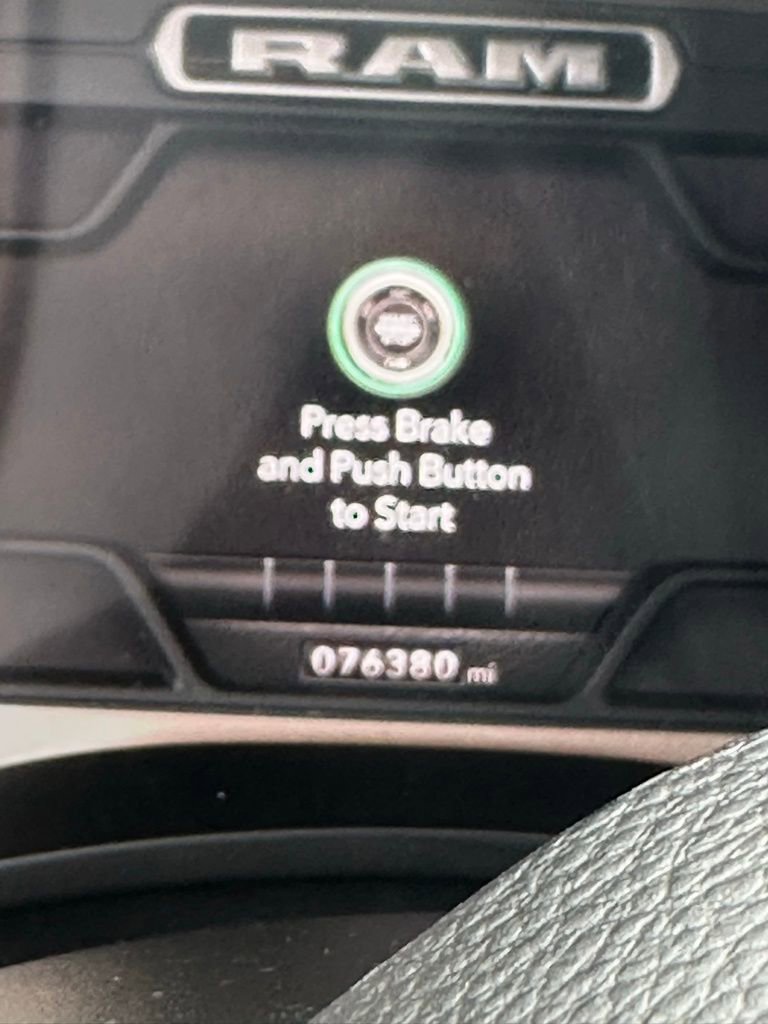 RAM
Press Brake
and Push Button
to Start
076380 mi